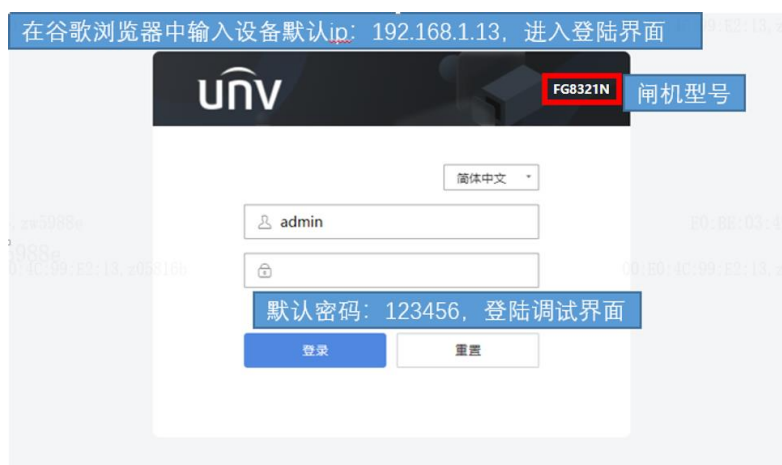 在谷歌浏览器中输入设备默认ip：192.168.1.13，进入登陆界面
unv
FG8321N
闸机型号
简体中文
admin
默认密码：123456，登陆调试界面
登录
重置